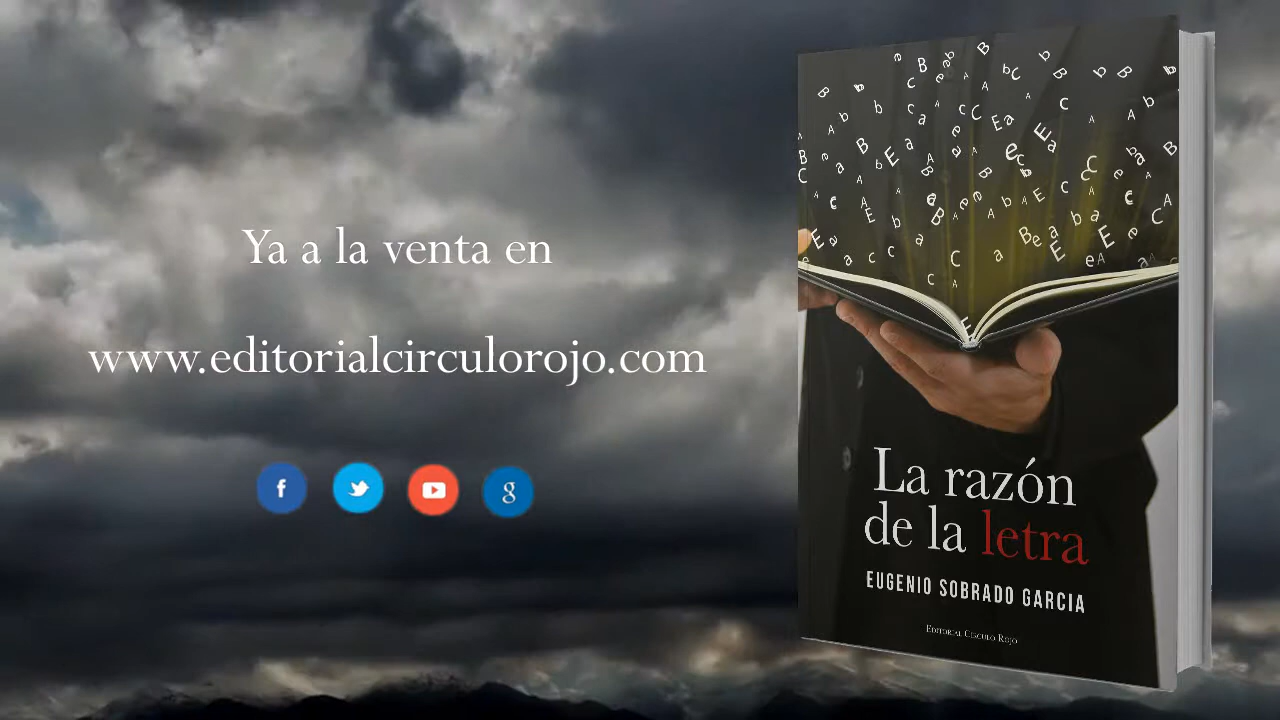 Ya a la venta en
www.editorialcirculorojo.com
La razón
de la letra
EUGENIO SOBRADO GARCIA
EDITORIAL CÍRCULO ROJO